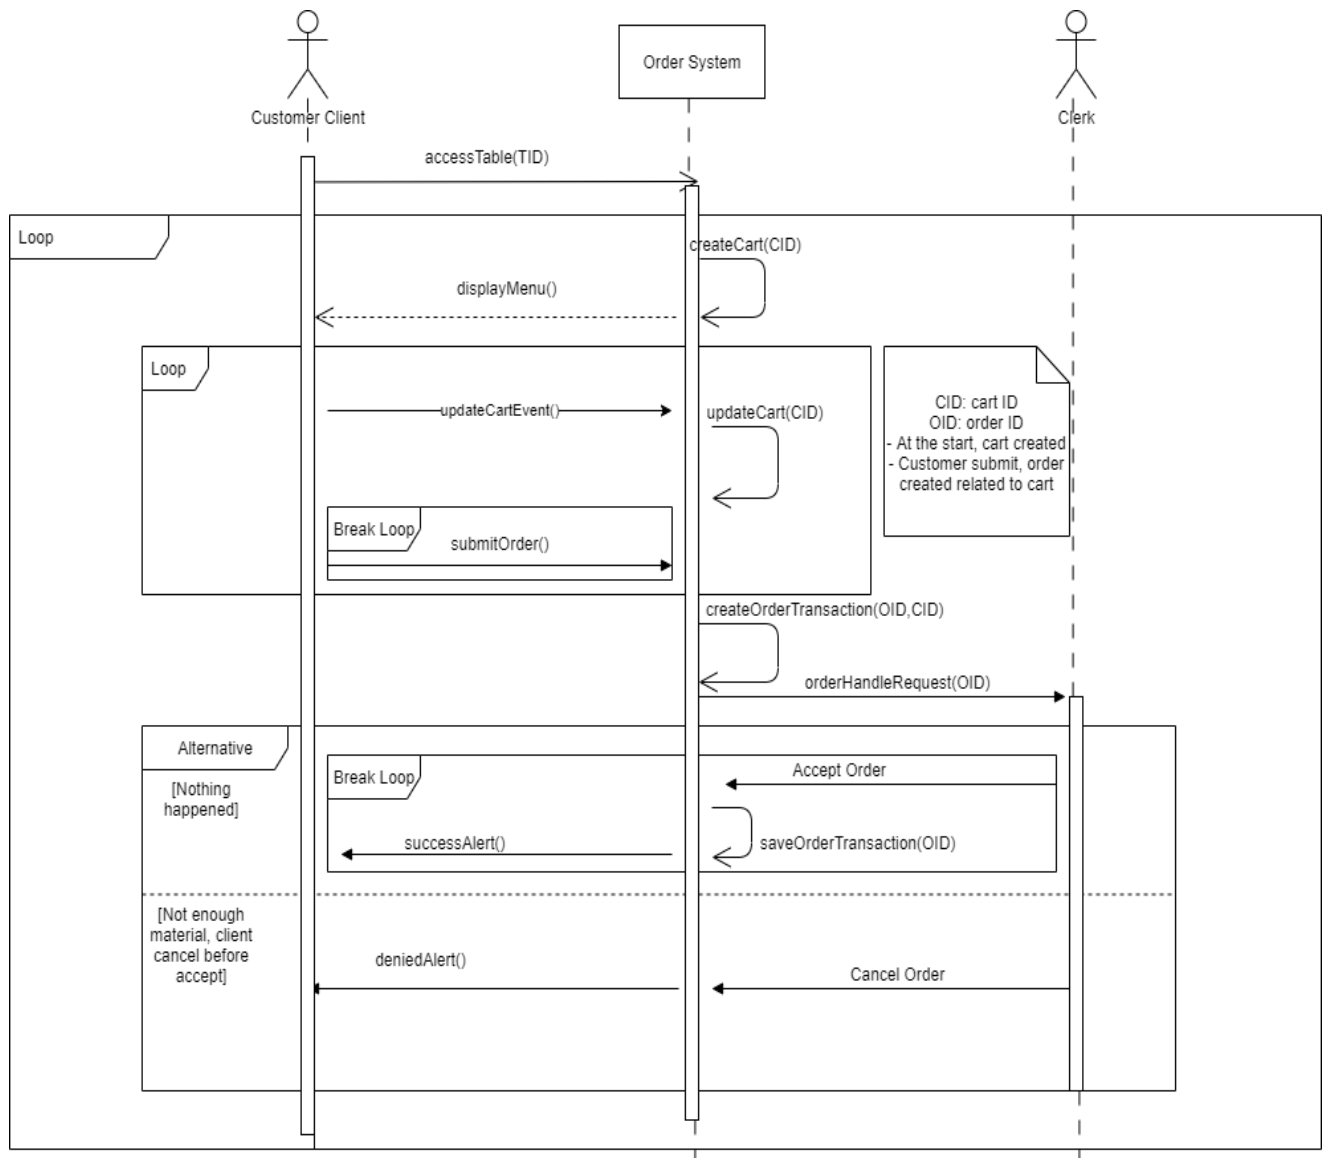 Customer Client
Order System
Clerk
accessTable(TID)
Loop
createCart(CID)
displayMenu()
Loop
updateCartEvent()
updateCart(CID)
CID: cart ID
OID: order ID
- At the start, cart created
- Customer submit, order
created related to cart
Break Loop
submitOrder()
createOrderTransaction(OID,CID)
orderHandleRequest(OID)
Alternative
[Nothing
happened]
Break Loop
Accept Order
successAlert()
saveOrderTransaction(OID)
[Not enough
material, client
cancel before
accept]
deniedAlert()
Cancel Order